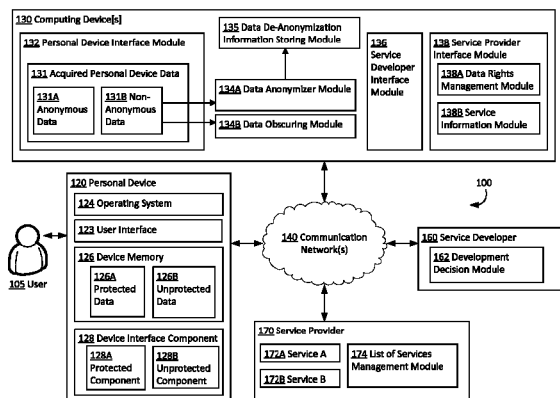 130 Computing Device[s]
132 Personal Device Interface Module
131 Acquired Personal Device Data
131A
Anonymous
Data
131B Non-
Anonymous
Data
135 Data De-Anonymization
Information Storing Module
134A Data Anonymizer Module
134B Data Obscuring Module
136
Service
Developer
Interface
Module
138 Service Provider
Interface Module
138A Data Rights
Management Module
138B Service
Information Module
100
120 Personal Device
124 Operating System
123 User Interface
126 Device Memory
126A
Protected
Data
126B
Unprotected
Data
128 Device Interface Component
128A
Protected
Component
128B
Unprotected
Component
105 User
140 Communication
Network(s)
160 Service Developer
162 Development
Decision Module
170 Service Provider
172A Service A
172B Service B
174 List of Services
Management Module